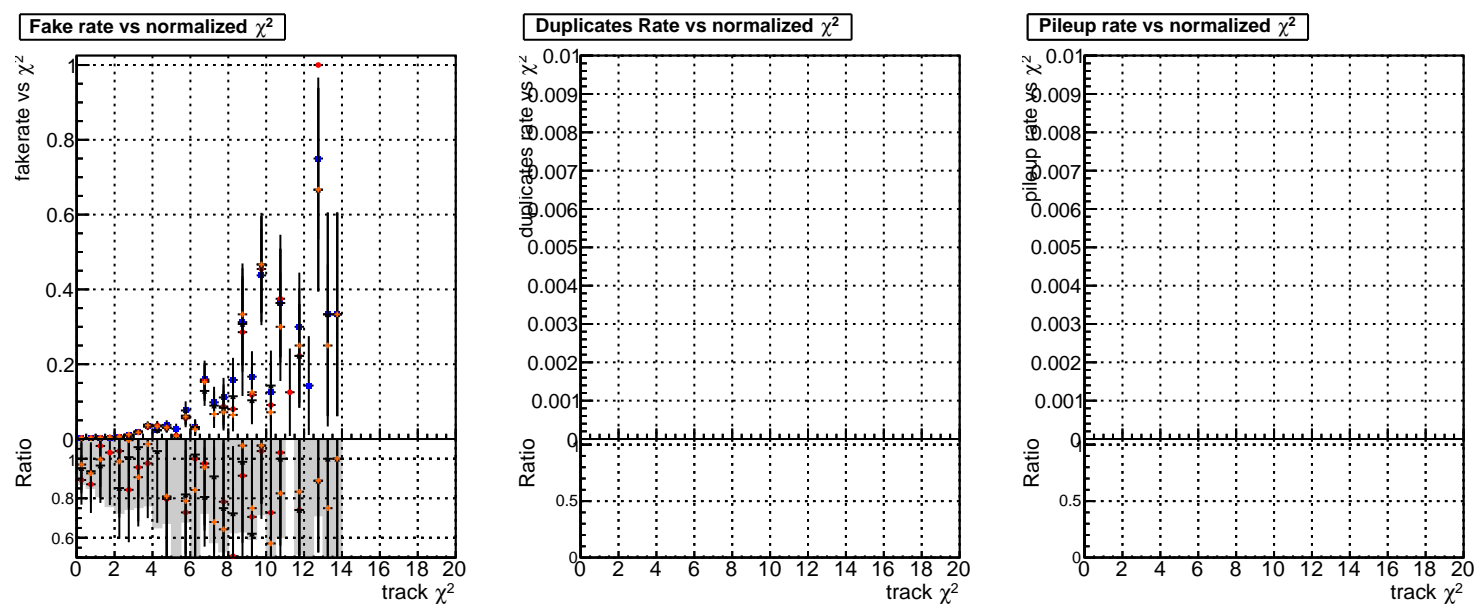 Fake rate vs normalized χ²
fakerate vs χ²
1
0.8
0.6
0.4
0.2
0
Ratio
1
0.8
0.6
0 2 4 6 8 10 12 14 16 18 20
track χ²
Duplicates Rate vs normalized χ²
duplicates rate vs χ²
0.01
0.009
0.008
0.007
0.006
0.005
0.004
0.003
0.002
0.001
0
Ratio
1
0.5
0
0 2 4 6 8 10 12 14 16 18 20
track χ²
Pileup rate vs normalized χ²
pileup rate vs χ²
0.01
0.009
0.008
0.007
0.006
0.005
0.004
0.003
0.002
0.001
0
Ratio
1
0.5
0
0 2 4 6 8 10 12 14 16 18 20
track χ²